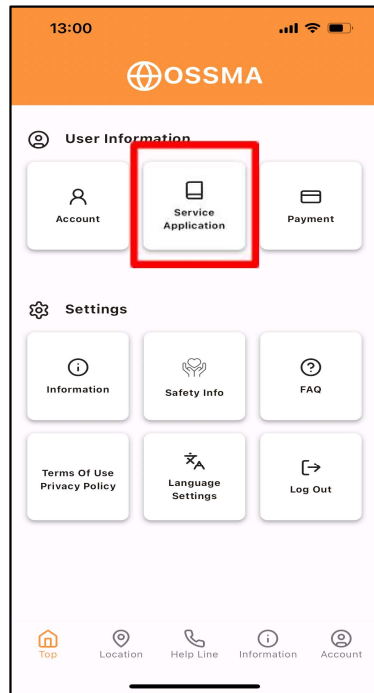 13:00
OSSMA
User Information
Account
Service
Application
Payment
Settings
Information
Safety Info
FAQ
Terms Of Use
Privacy Policy
Language
Settings
Log Out
Top
Location
Help Line
Information
Account